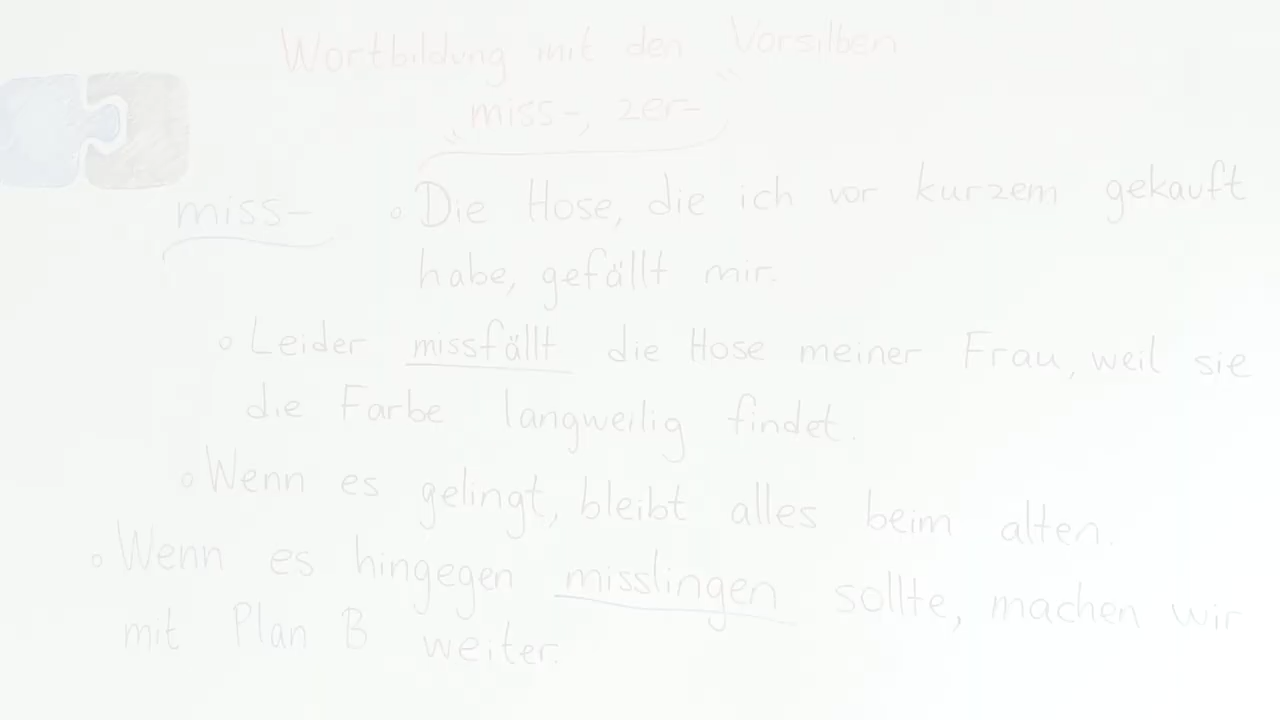 Wortbildung mit den Vorsilben
"miss-, zer-"
miss- ○ Die Hose, die ich vor kurzem gekauft
habe, gefällt mir.
○ Leider missfällt die Hose meiner Frau, weil sie
die Farbe langweilig findet.
○ Wenn es gelingt, bleibt alles beim alten.
○ Wenn es hingegen misslingen sollte, machen wir
mit Plan B weiter.